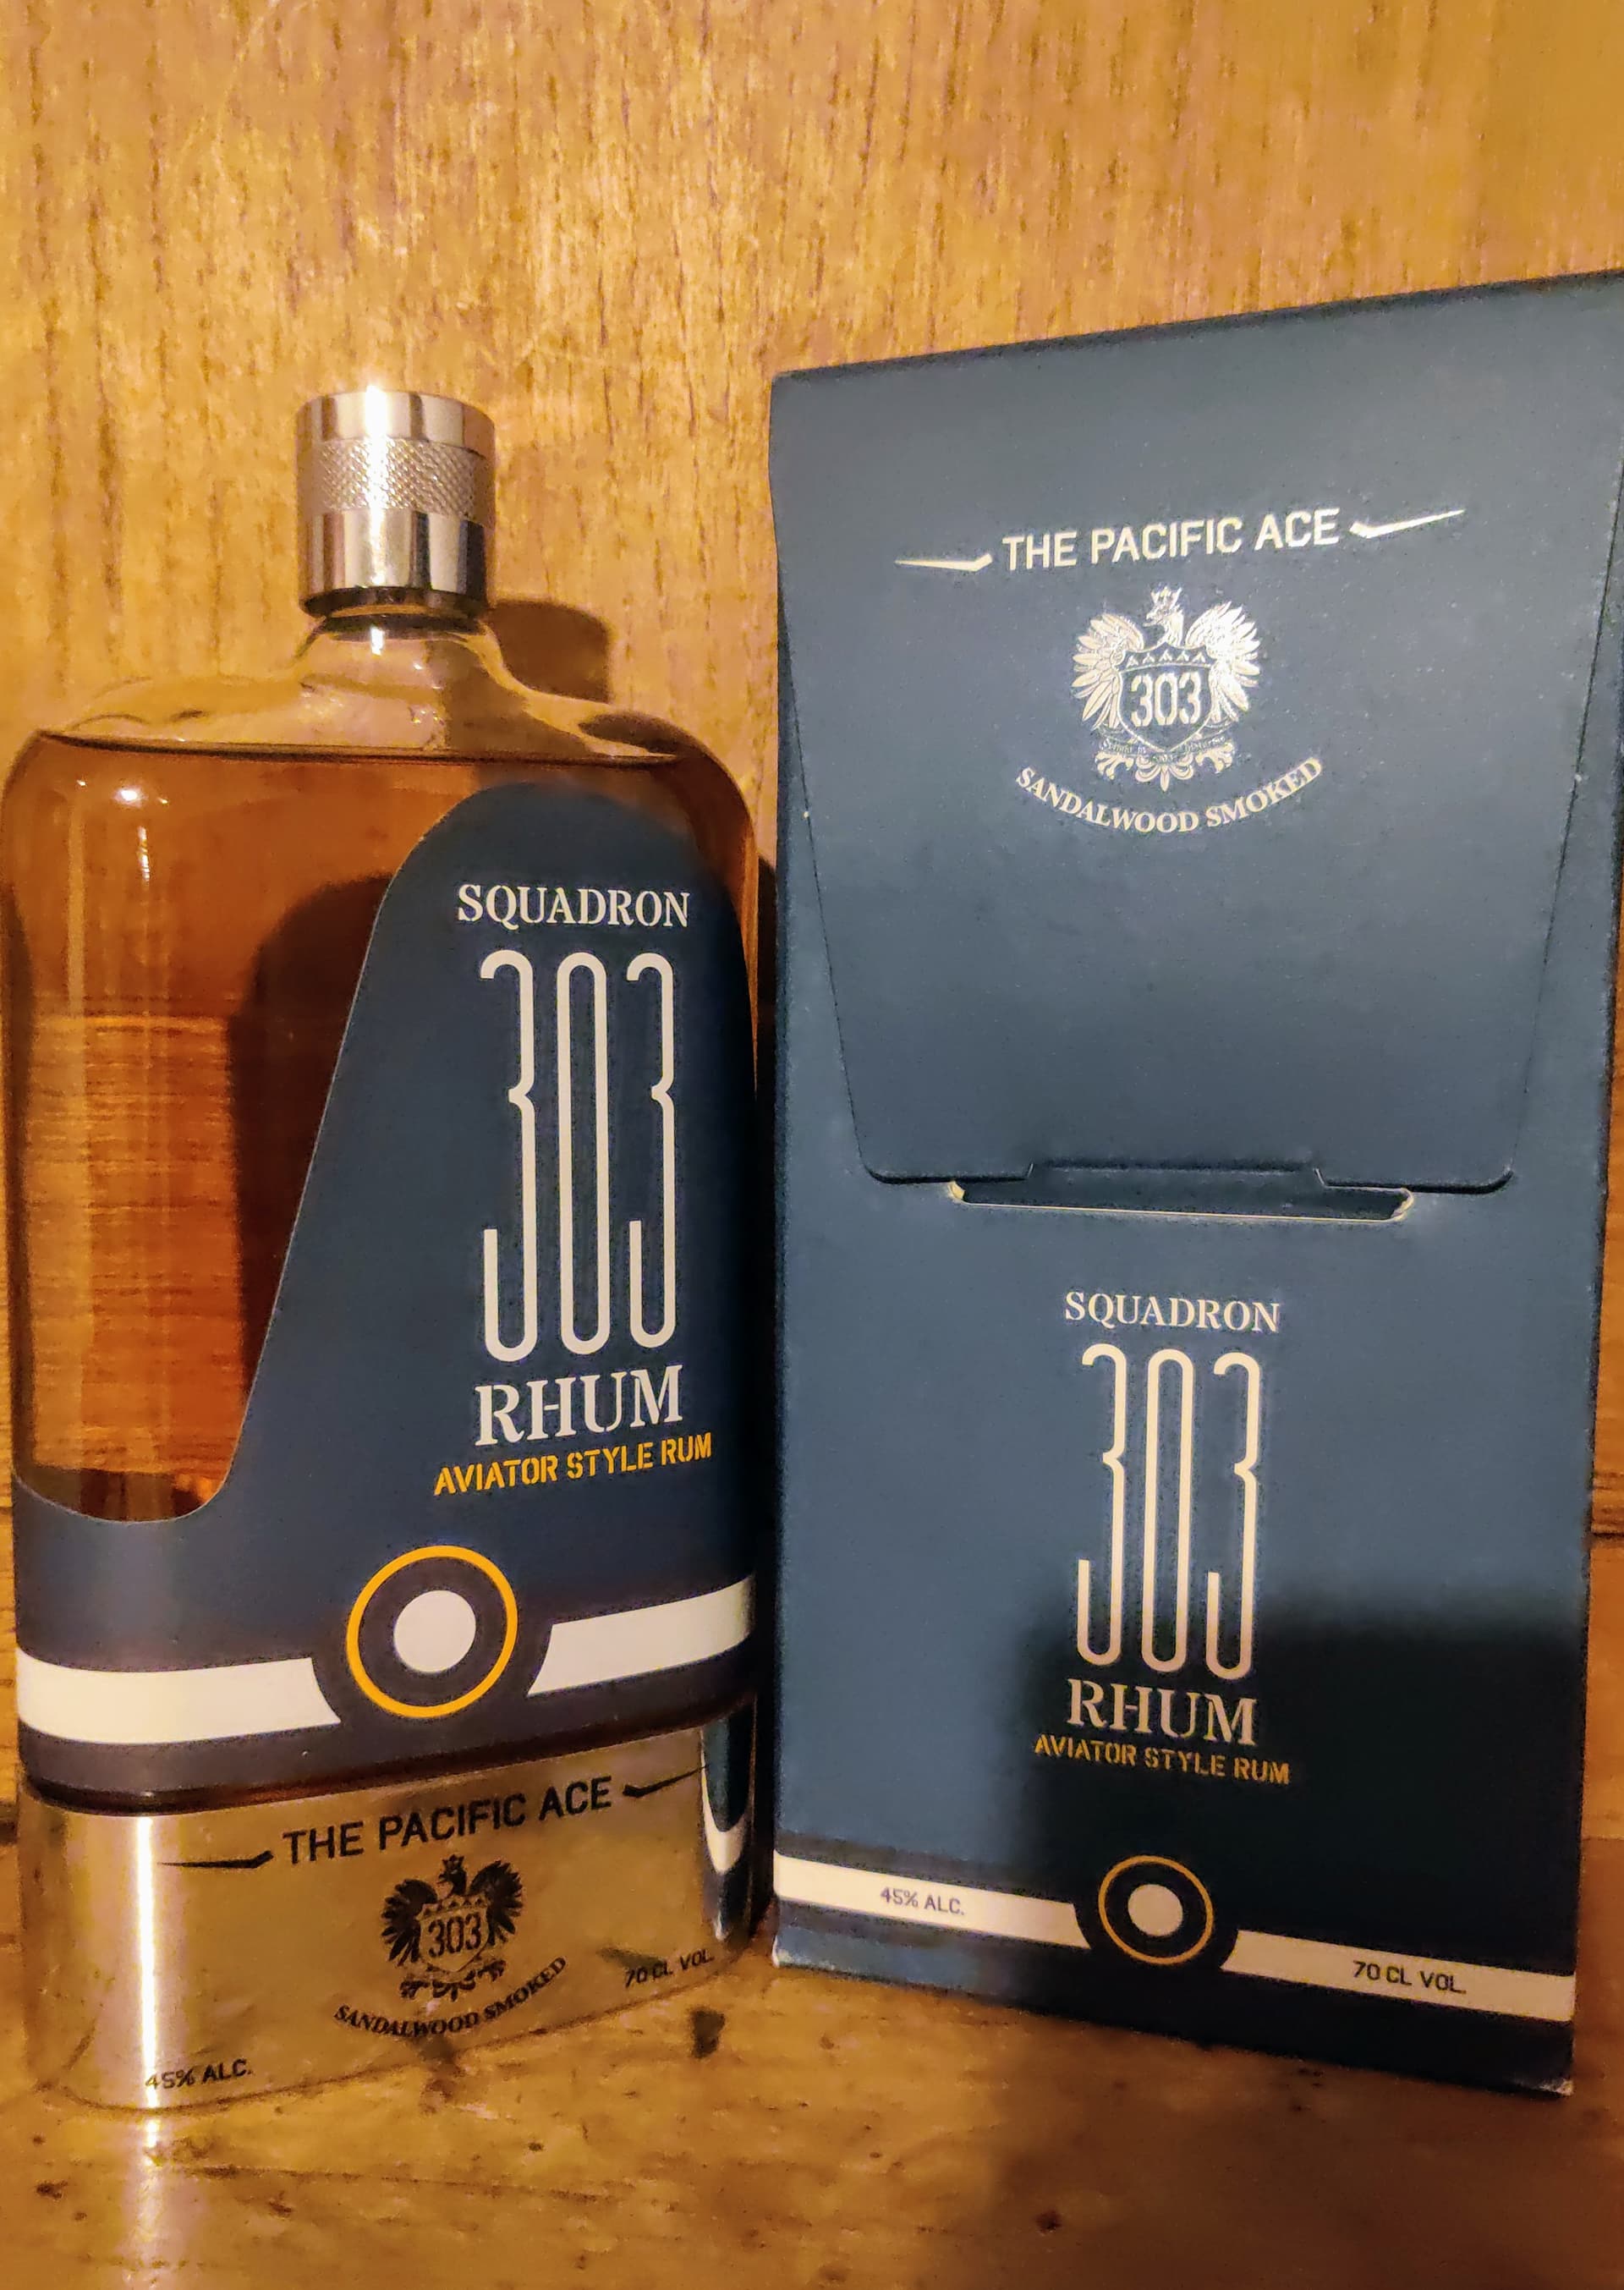 SQUADRON
303
RHUM
AVIATOR STYLE RUM
THE PACIFIC ACE
303
SANDALWOOD SMOKED
70 CL VOL.
45% ALC.
THE PACIFIC ACE
303
SANDALWOOD SMOKED
SQUADRON
303
RHUM
AVIATOR STYLE RUM
45% ALC.
70 CL VOL.